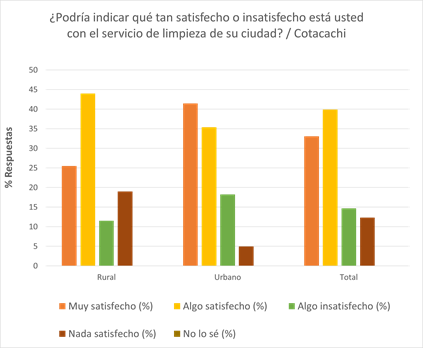 ¿Podría indicar qué tan satisfecho o insatisfecho está usted
con el servicio de limpieza de su ciudad? / Cotacachi
% Respuestas
50
45
40
35
30
25
20
15
10
5
0
Rural Urbano Total
Muy satisfecho (%) Algo satisfecho (%) Algo insatisfecho (%)
Nada satisfecho (%) No lo sé (%)